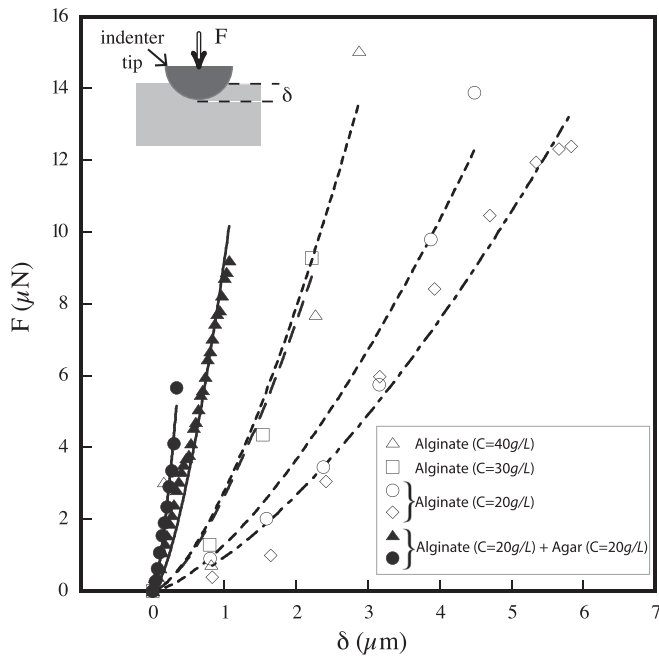 16
14
12
10
8
6
4
2
0
F (μN)
indenter
tip
F
δ
Alginate (C=40g/L)
Alginate (C=30g/L)
Alginate (C=20g/L)
Alginate (C=20g/L) + Agar (C=20g/L)
0 1 2 3 4 5 6 7
δ (μm)